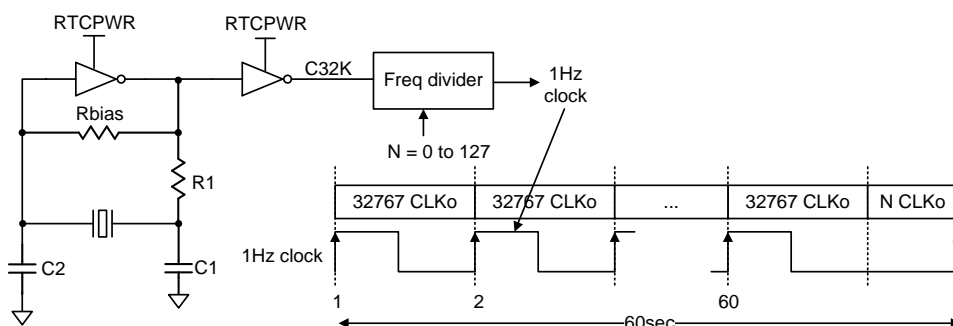 RTCPWR
RTCPWR
C32K
Freq divider
1Hz
clock
Rbias
N = 0 to 127
R1
32767 CLKo
32767 CLKo
...
32767 CLKo
N CLKo
1Hz clock
C2
C1
1
2
60
60sec